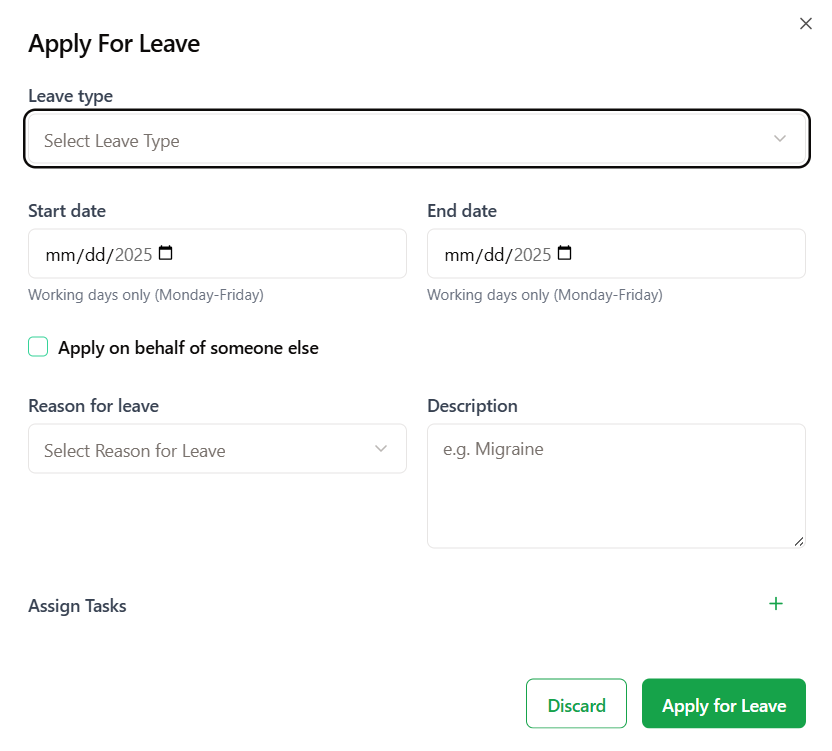 Apply For Leave
Leave type
Select Leave Type
Start date
End date
mm/dd/2025
mm/dd/2025
Working days only (Monday-Friday)
Working days only (Monday-Friday)
Apply on behalf of someone else
Reason for leave
Description
Select Reason for Leave
e.g. Migraine
Assign Tasks
Discard
Apply for Leave